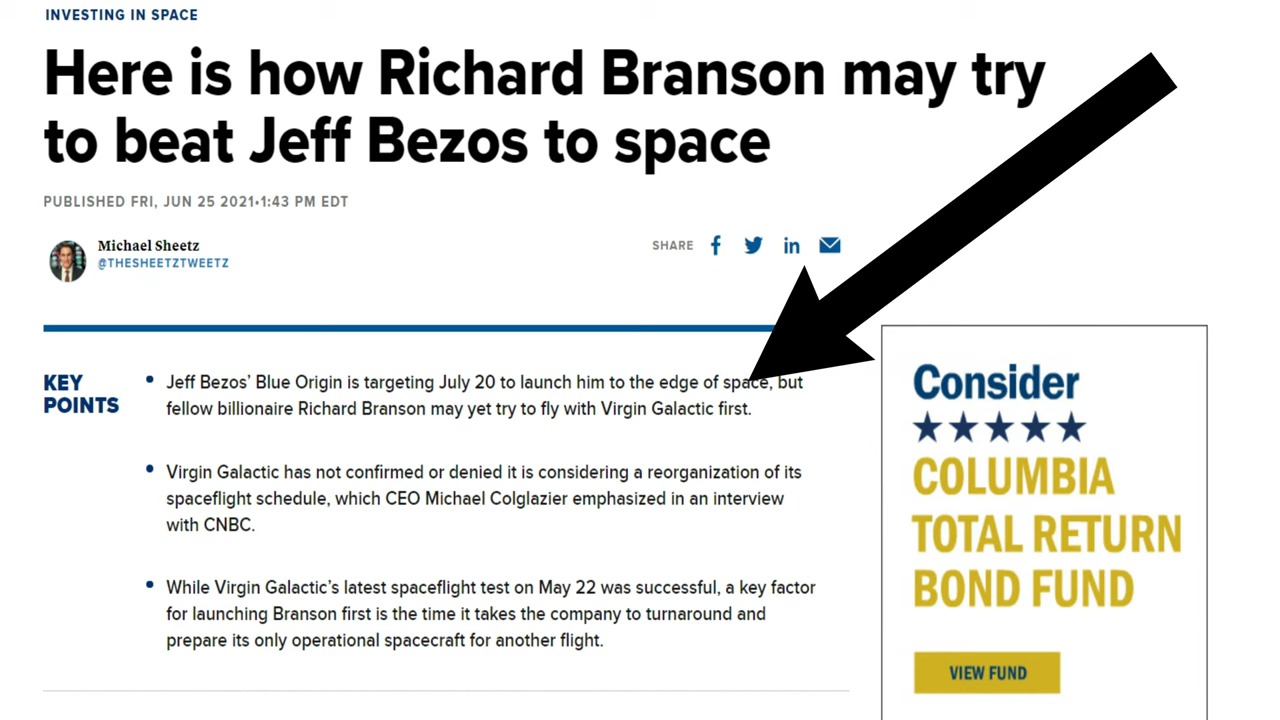 INVESTING IN SPACE
Here is how Richard Branson may try
to beat Jeff Bezos to space
PUBLISHED FRI, JUN 25 2021•1:43 PM EDT
Michael Sheetz
@THESHEETZTWEETZ
SHARE
KEY
POINTS
Jeff Bezos’ Blue Origin is targeting July 20 to launch him to the edge of space, but
fellow billionaire Richard Branson may yet try to fly with Virgin Galactic first.
Virgin Galactic has not confirmed or denied it is considering a reorganization of its
spaceflight schedule, which CEO Michael Colglazier emphasized in an interview
with CNBC.
While Virgin Galactic’s latest spaceflight test on May 22 was successful, a key factor
for launching Branson first is the time it takes the company to turnaround and
prepare its only operational spacecraft for another flight.
Consider
COLUMBIA
TOTAL RETURN
BOND FUND
VIEW FUND